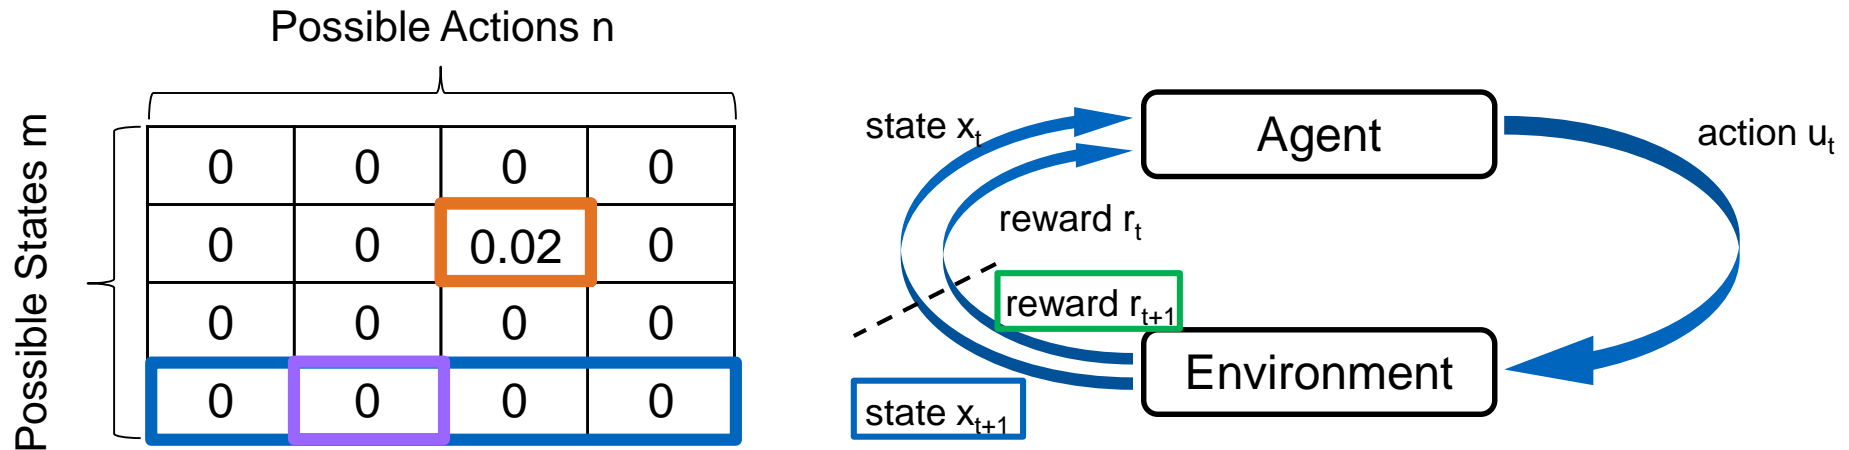 Possible Actions n
Possible States m
0 0 0 0
0 0 0.02 0
0 0 0 0
0 0 0 0
state xₜ
Agent
action uₜ
reward rₜ
reward rₜ₊₁
Environment
state xₜ₊₁